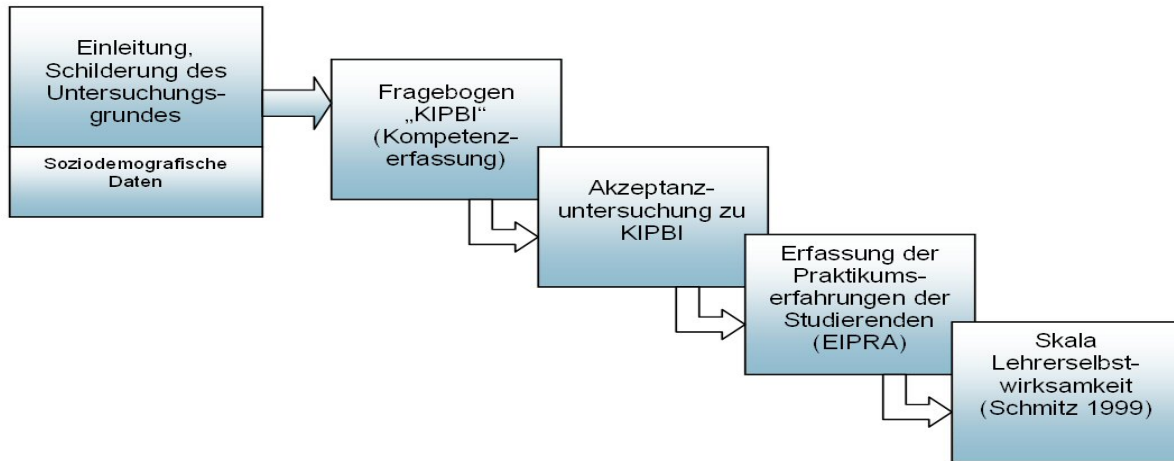 Einleitung,
Schilderung des
Untersuchungs-
grundes
Soziodemografische
Daten
Fragebogen
„KIPBI“
(Kompetenz-
erfassung)
Akzeptanz-
untersuchung zu
KIPBI
Erfassung der
Praktikums-
erfahrungen der
Studierenden
(EIPRA)
Skala
Lehrerselbst-
wirksamkeit
(Schmitz 1999)